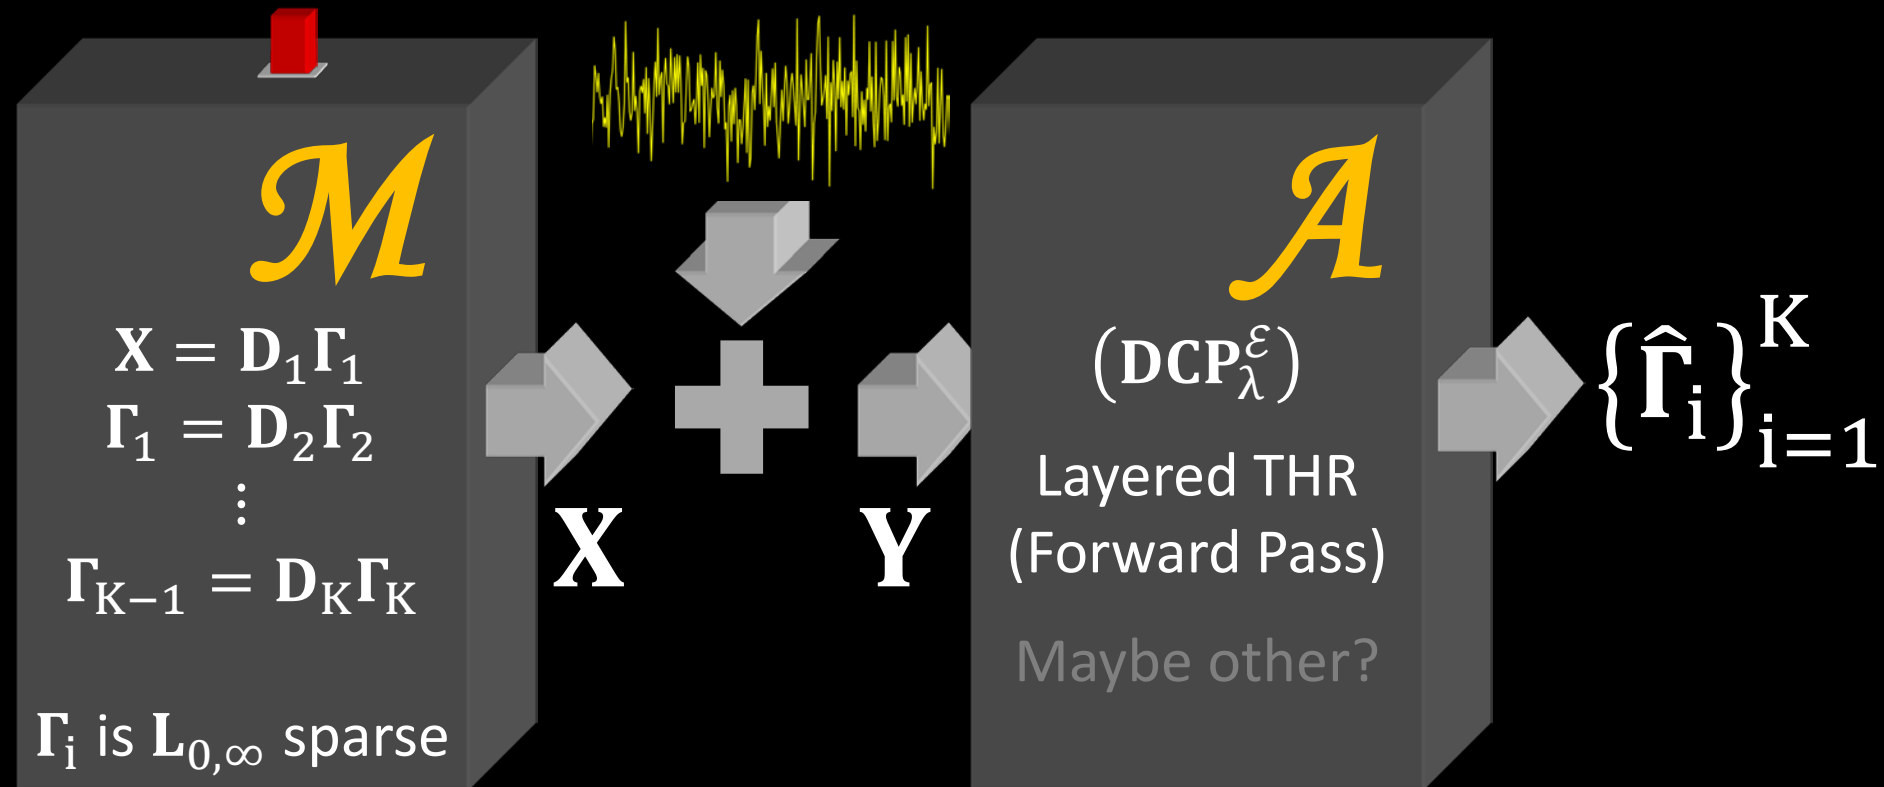 ℳ
X = D₁Γ₁
Γ₁ = D₂Γ₂
⋮
Γ_{K−1} = D_KΓ_K
Γᵢ is L_{0,∞} sparse
X
Y
𝒜
(DCP_λ^ℰ)
Layered THR
(Forward Pass)
Maybe other?
{Γ̂ᵢ}_{i=1}^K